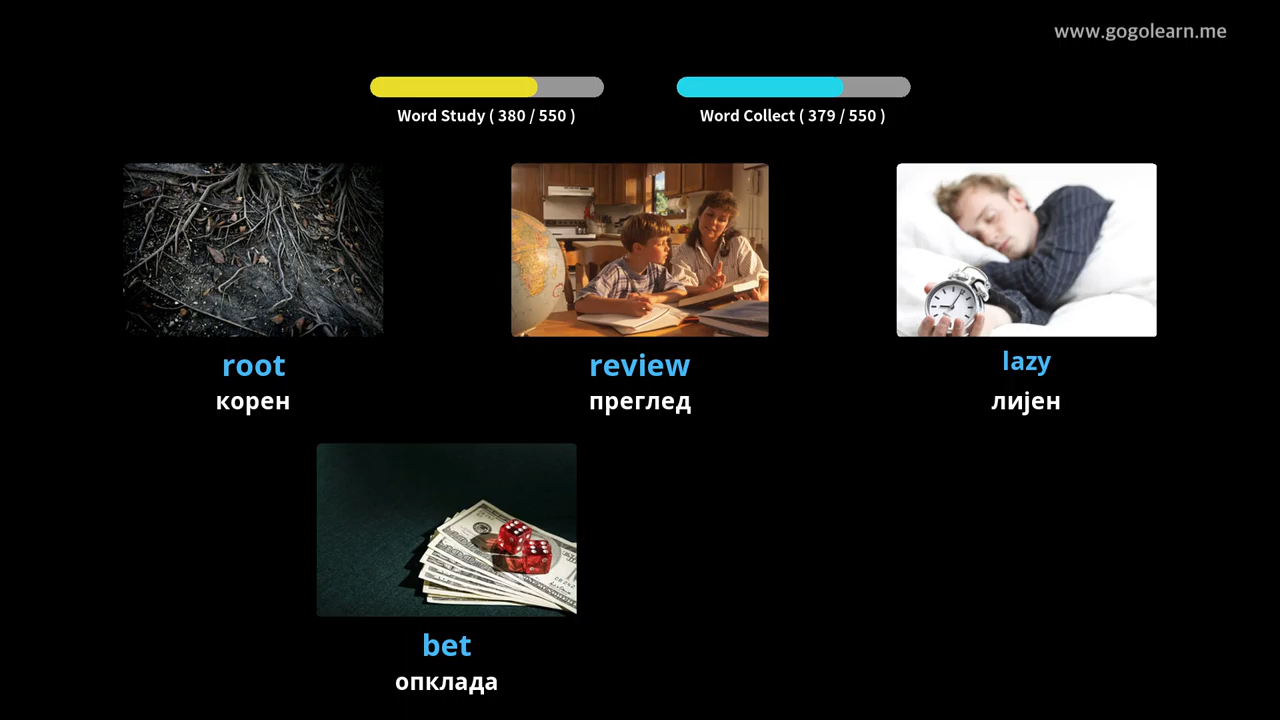 www.gogolearn.me
Word Study ( 380 / 550 )
Word Collect ( 379 / 550 )
root
корен
review
преглед
lazy
лијен
bet
опклада